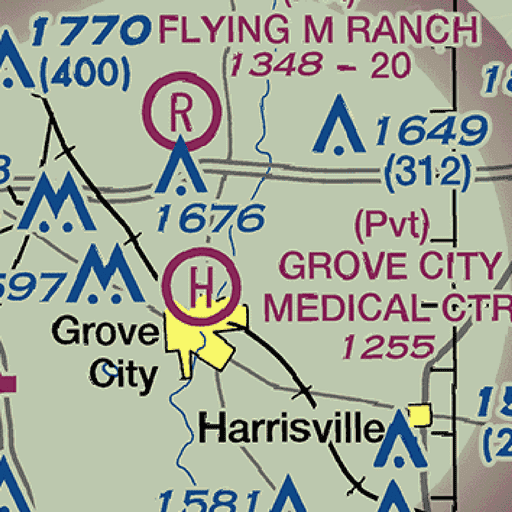 1770
(400)
FLYING M RANCH
1348 - 20
R
1649
(312)
1676
(Pvt)
GROVE CITY
MEDICAL CTR
1255
H
597
Grove
City
Harrisville
1581